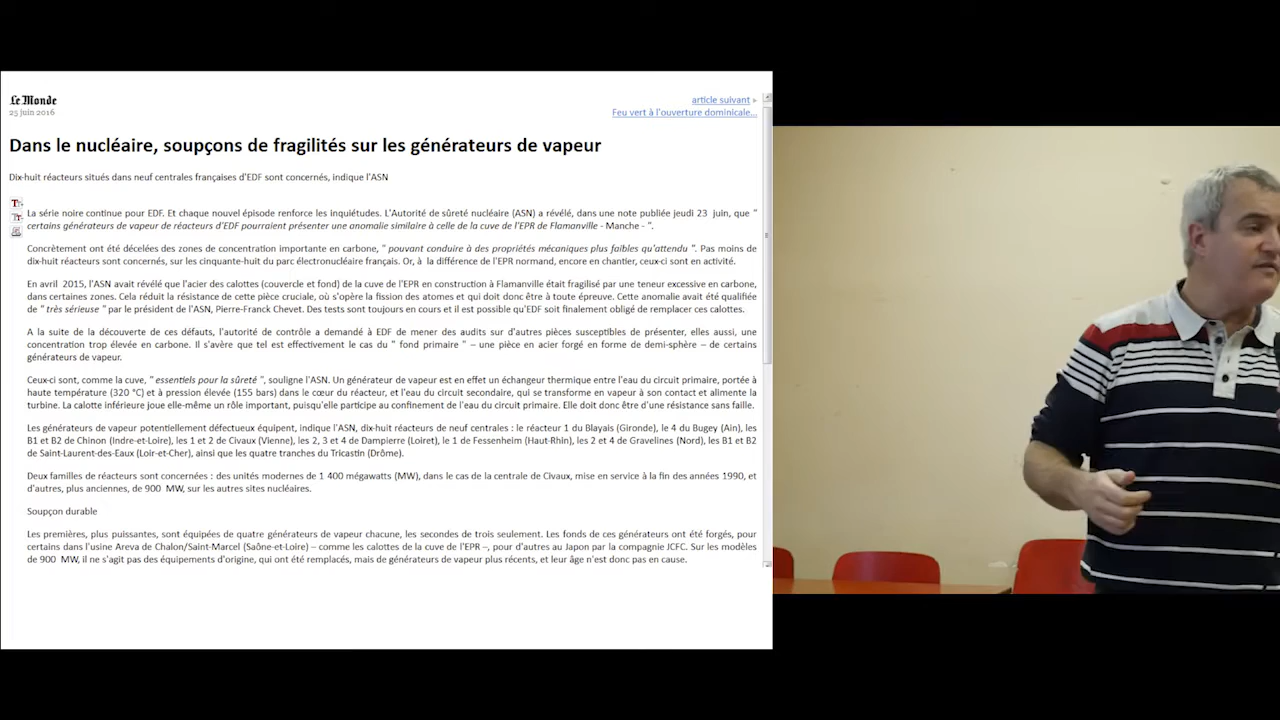 Le Monde
23 juin 2016
article suivant
Feu vert à l'ouverture dominicale...
Dans le nucléaire, soupçons de fragilités sur les générateurs de vapeur
Dix-huit réacteurs situés dans neuf centrales françaises d'EDF sont concernés, indique l'ASN
La série noire continue pour EDF. Et chaque nouvel épisode renforce les inquiétudes. L'Autorité de sûreté nucléaire (ASN) a révélé, dans une note publiée jeudi 23 juin, que "
certains générateurs de vapeur de réacteurs d'EDF pourraient présenter une anomalie similaire à celle de la cuve de l'EPR de Flamanville - Manche - ".
Concrètement ont été décelées des zones de concentration importante en carbone, " pouvant conduire à des propriétés mécaniques plus faibles qu'attendu ". Pas moins de
dix-huit réacteurs sont concernés, sur les cinquante-huit du parc électronucléaire français. Or, à la différence de l'EPR normand, encore en chantier, ceux-ci sont en activité.
En avril 2015, l'ASN avait révélé que l'acier des calottes (couvercle et fond) de la cuve de l'EPR en construction à Flamanville était fragilisé par une teneur excessive en carbone,
dans certaines zones. Cela réduit la résistance de cette pièce cruciale, où s'opère la fission des atomes et qui doit donc être à toute épreuve. Cette anomalie avait été qualifiée
de " très sérieuse " par le président de l'ASN, Pierre-Franck Chevet. Des tests sont toujours en cours et il est possible qu'EDF soit finalement obligé de remplacer ces calottes.
A la suite de la découverte de ces défauts, l'autorité de contrôle a demandé à EDF de mener des audits sur d'autres pièces susceptibles de présenter, elles aussi, une
concentration trop élevée en carbone. Il s'avère que tel est effectivement le cas du " fond primaire " – une pièce en acier forgé en forme de demi-sphère – de certains
générateurs de vapeur.
Ceux-ci sont, comme la cuve, " essentiels pour la sûreté ", souligne l'ASN. Un générateur de vapeur est en effet un échangeur thermique entre l'eau du circuit primaire, portée à
haute température (320 °C) et à pression élevée (155 bars) dans le cœur du réacteur, et l'eau du circuit secondaire, qui se transforme en vapeur à son contact et alimente la
turbine. La calotte inférieure joue elle-même un rôle important, puisqu'elle participe au confinement de l'eau du circuit primaire. Elle doit donc être d'une résistance sans faille.
Les générateurs de vapeur potentiellement défectueux équipent, indique l'ASN, dix-huit réacteurs de neuf centrales : le réacteur 1 du Blayais (Gironde), le 4 du Bugey (Ain), les
B1 et B2 de Chinon (Indre-et-Loire), les 1 et 2 de Civaux (Vienne), les 2, 3 et 4 de Dampierre (Loiret), le 1 de Fessenheim (Haut-Rhin), les 2 et 4 de Gravelines (Nord), les B1 et B2
de Saint-Laurent-des-Eaux (Loir-et-Cher), ainsi que les quatre tranches du Tricastin (Drôme).
Deux familles de réacteurs sont concernées : des unités modernes de 1 400 mégawatts (MW), dans le cas de la centrale de Civaux, mise en service à la fin des années 1990, et
d'autres, plus anciennes, de 900 MW, sur les autres sites nucléaires.
Soupçon durable
Les premières, plus puissantes, sont équipées de quatre générateurs de vapeur chacune, les secondes de trois seulement. Les fonds de ces générateurs ont été forgés, pour
certains dans l'usine Areva de Chalon/Saint-Marcel (Saône-et-Loire) – comme les calottes de la cuve de l'EPR –, pour d'autres au Japon par la compagnie JCFC. Sur les modèles
de 900 MW, il ne s'agit pas des équipements d'origine, qui ont été remplacés, mais de générateurs de vapeur plus récents, et leur âge n'est donc pas en cause.